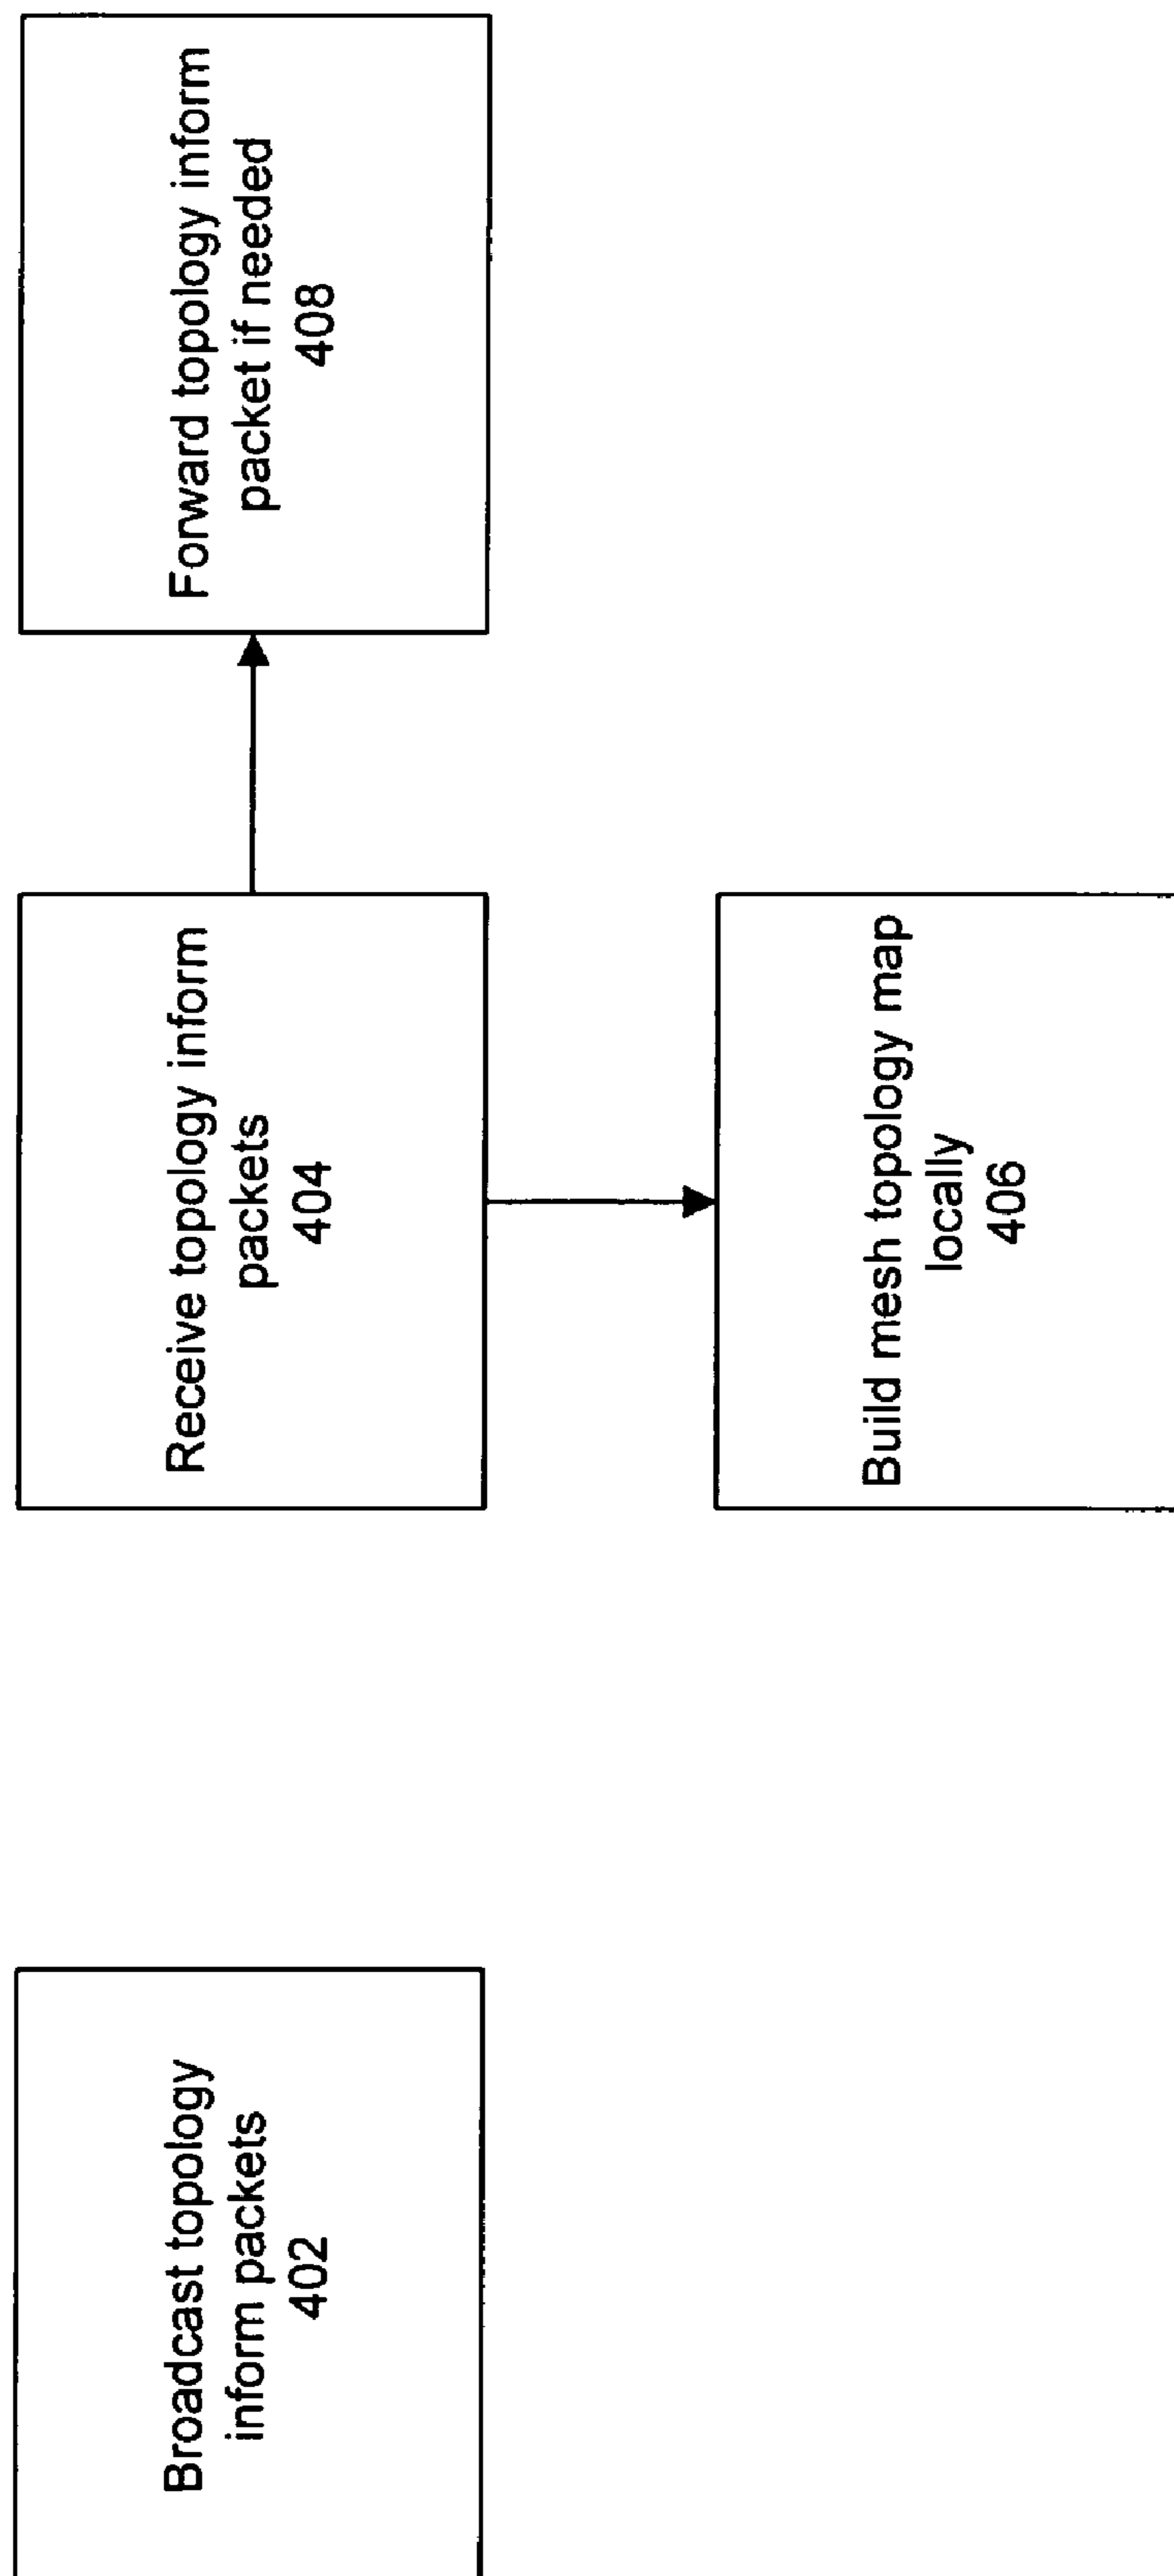 Broadcast topology
inform packets
402
Receive topology inform
packets
404
Forward topology inform
packet if needed
408
Build mesh topology map
locally
406